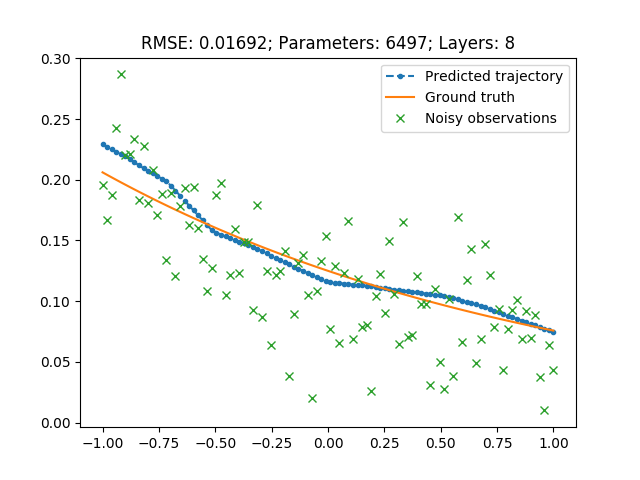 RMSE: 0.01692; Parameters: 6497; Layers: 8
Predicted trajectory
Ground truth
Noisy observations
0.30
0.25
0.20
0.15
0.10
0.05
0.00
−1.00 −0.75 −0.50 −0.25 0.00 0.25 0.50 0.75 1.00